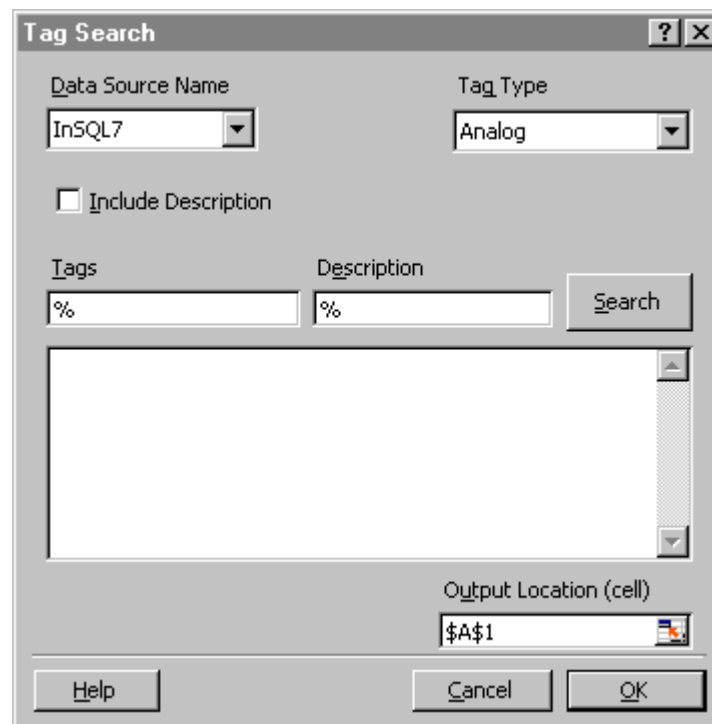 Tag Search
Data Source Name
Tag Type
InSQL7
Analog
Include Description
Tags
Description
%
%
Search
Output Location (cell)
$A$1
Help
Cancel
OK